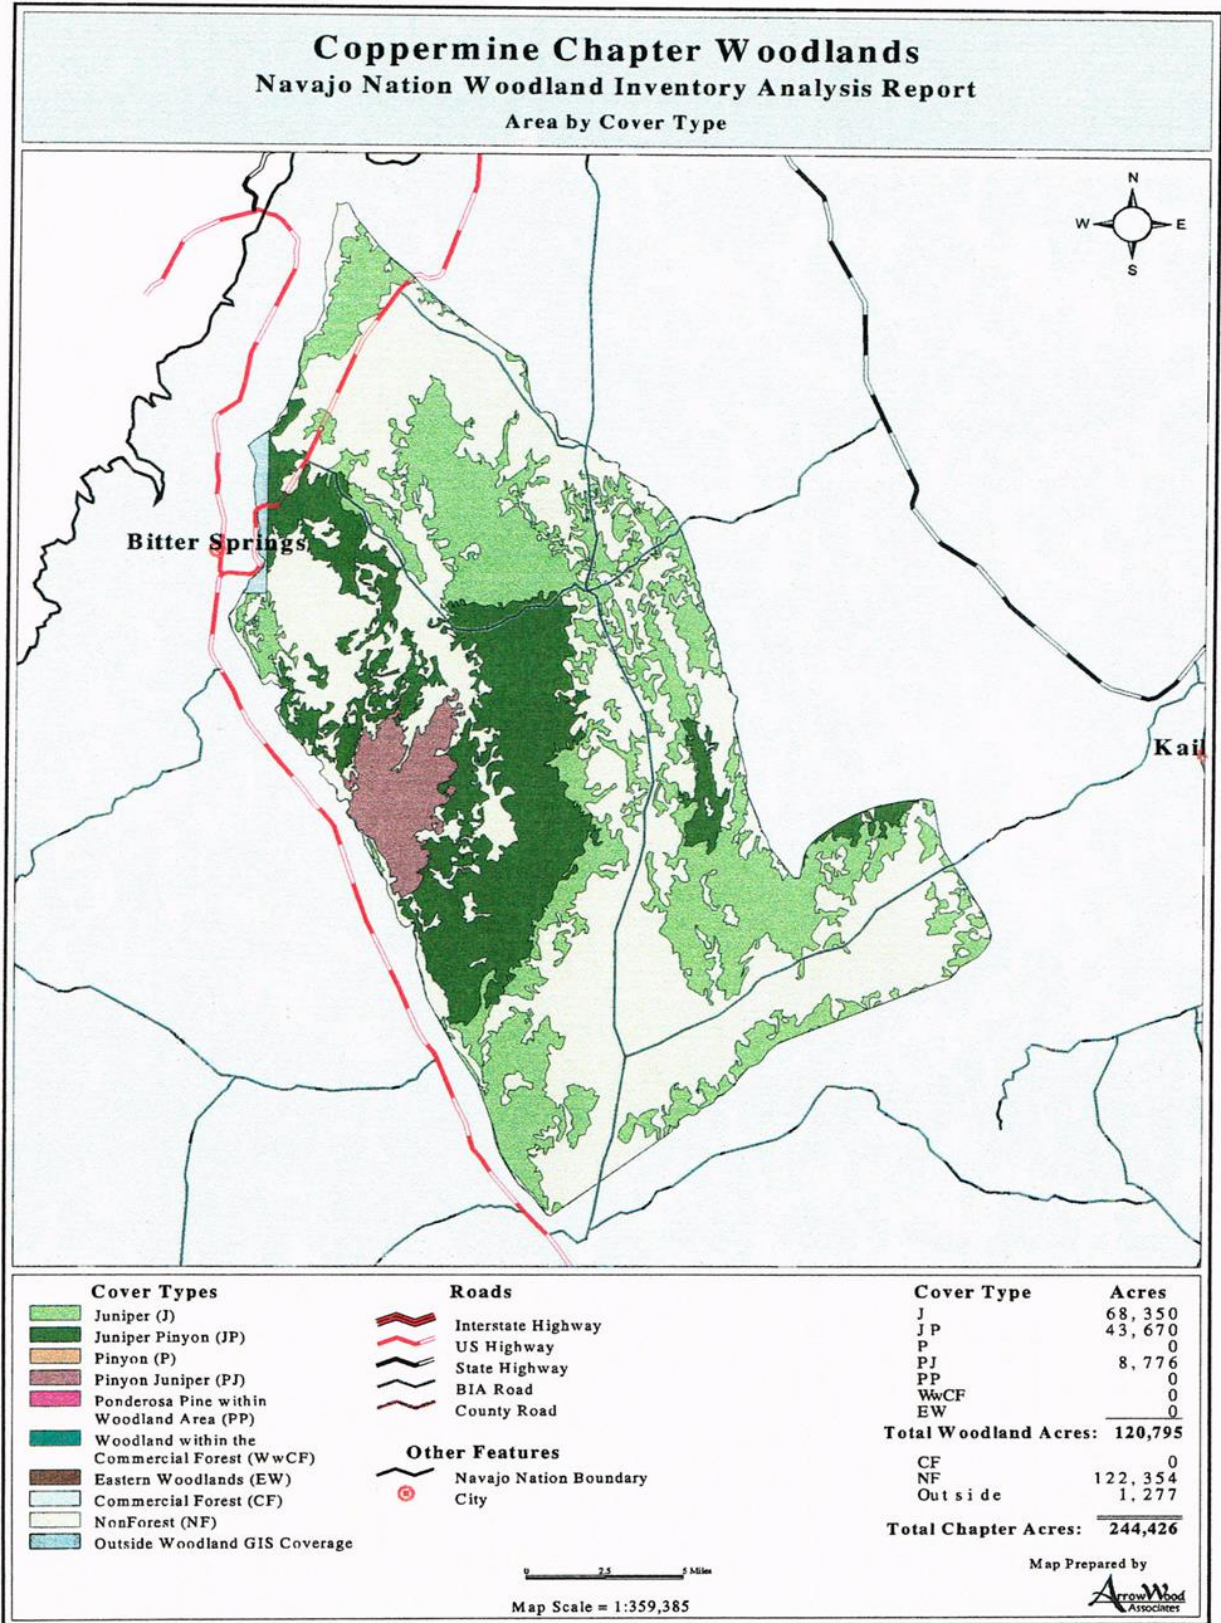 Coppermine Chapter Woodlands
Navajo Nation Woodland Inventory Analysis Report
Area by Cover Type
N
W E
S
Bitter Springs
Kail
Cover Types
Juniper (J)
Juniper Pinyon (JP)
Pinyon (P)
Pinyon Juniper (PJ)
Ponderosa Pine within
Woodland Area (PP)
Woodland within the
Commercial Forest (WwCF)
Eastern Woodlands (EW)
Commercial Forest (CF)
NonForest (NF)
Outside Woodland GIS Coverage
Roads
Interstate Highway
US Highway
State Highway
BIA Road
County Road
Other Features
Navajo Nation Boundary
City
0 2.5 5 Miles
Map Scale = 1:359,385
Cover Type Acres
J 68,350
JP 43,670
P 0
PJ 8,776
PP 0
WwCF 0
EW 0
Total Woodland Acres: 120,795
CF 0
NF 122,354
Outside 1,277
Total Chapter Acres: 244,426
Map Prepared by
ArrowWood
Associates